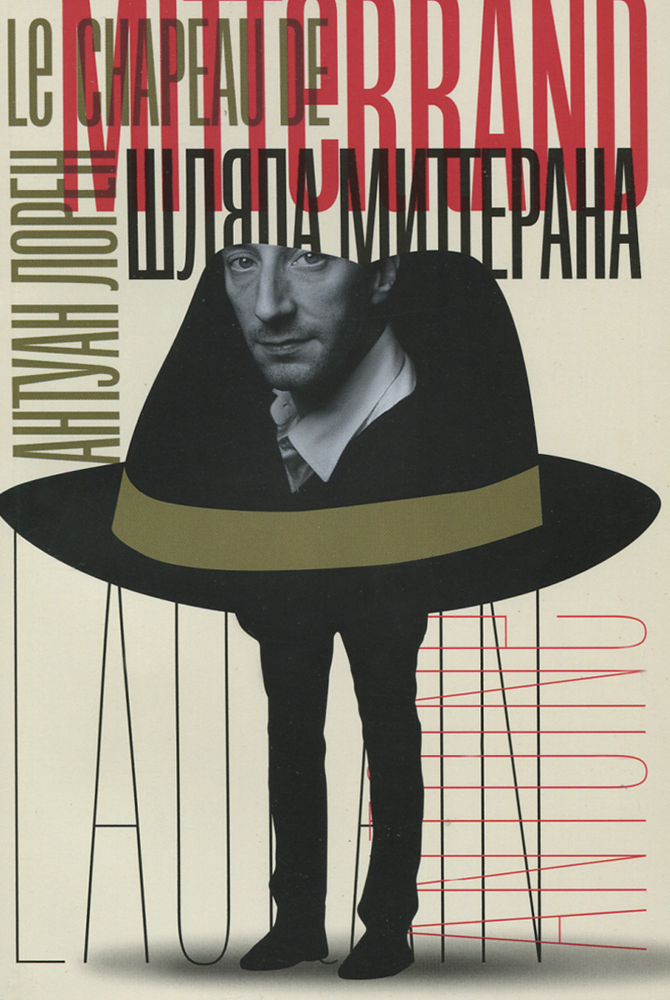 Le CHAPEAU DE
MITTeRRAND
ШЛЯПА МИТТЕРАНА
АНТУАН ЛОРЕН
LAURAIN
ANTOINE